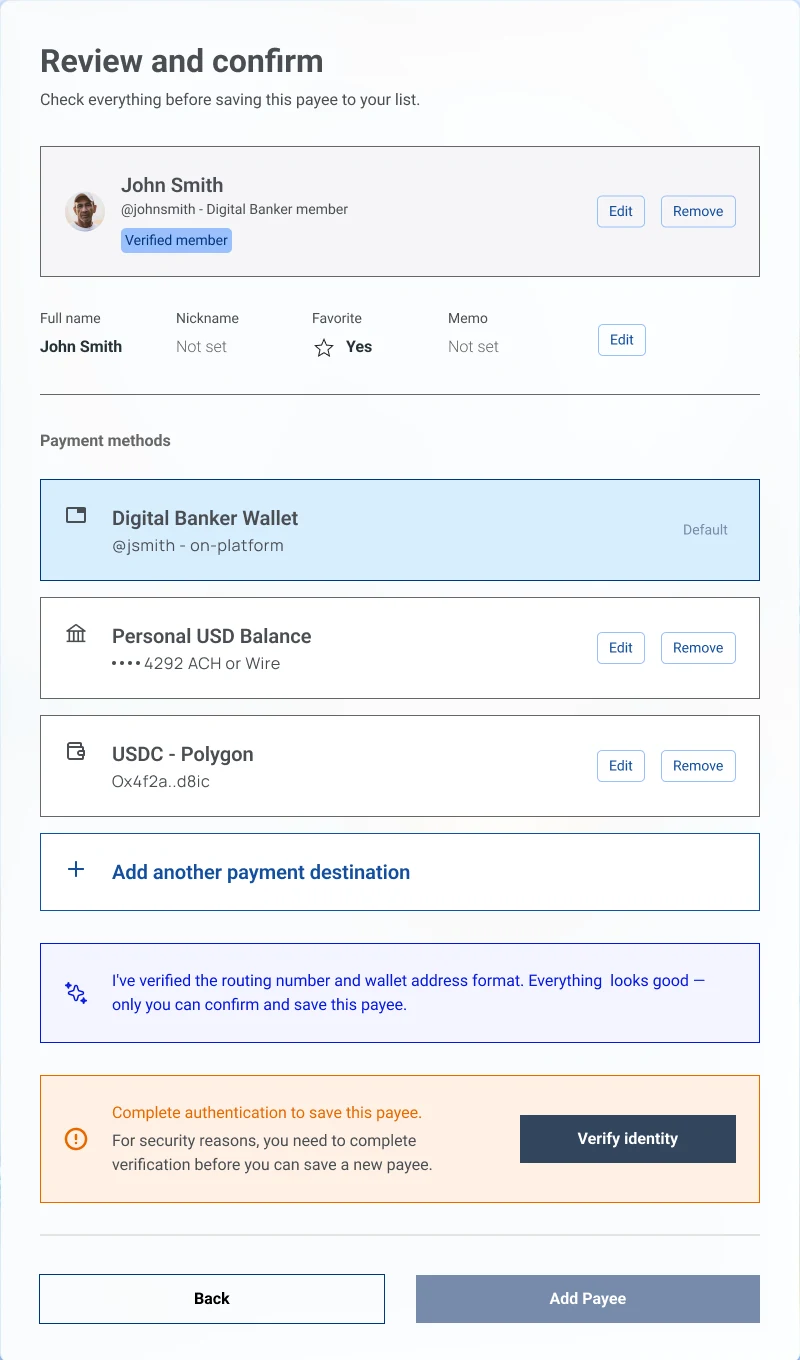 Review and confirm
Check everything before saving this payee to your list.
John Smith
@johnsmith - Digital Banker member
Verified member
Edit
Remove
Full name
Nickname
Favorite
Memo
John Smith
Not set
Yes
Not set
Edit
Payment methods
Digital Banker Wallet
@jsmith - on-platform
Default
Personal USD Balance
•••• 4292 ACH or Wire
Edit
Remove
USDC - Polygon
Ox4f2a..d8ic
Edit
Remove
Add another payment destination
I've verified the routing number and wallet address format. Everything  looks good —
only you can confirm and save this payee.
Complete authentication to save this payee.
For security reasons, you need to complete
verification before you can save a new payee.
Verify identity
Back
Add Payee